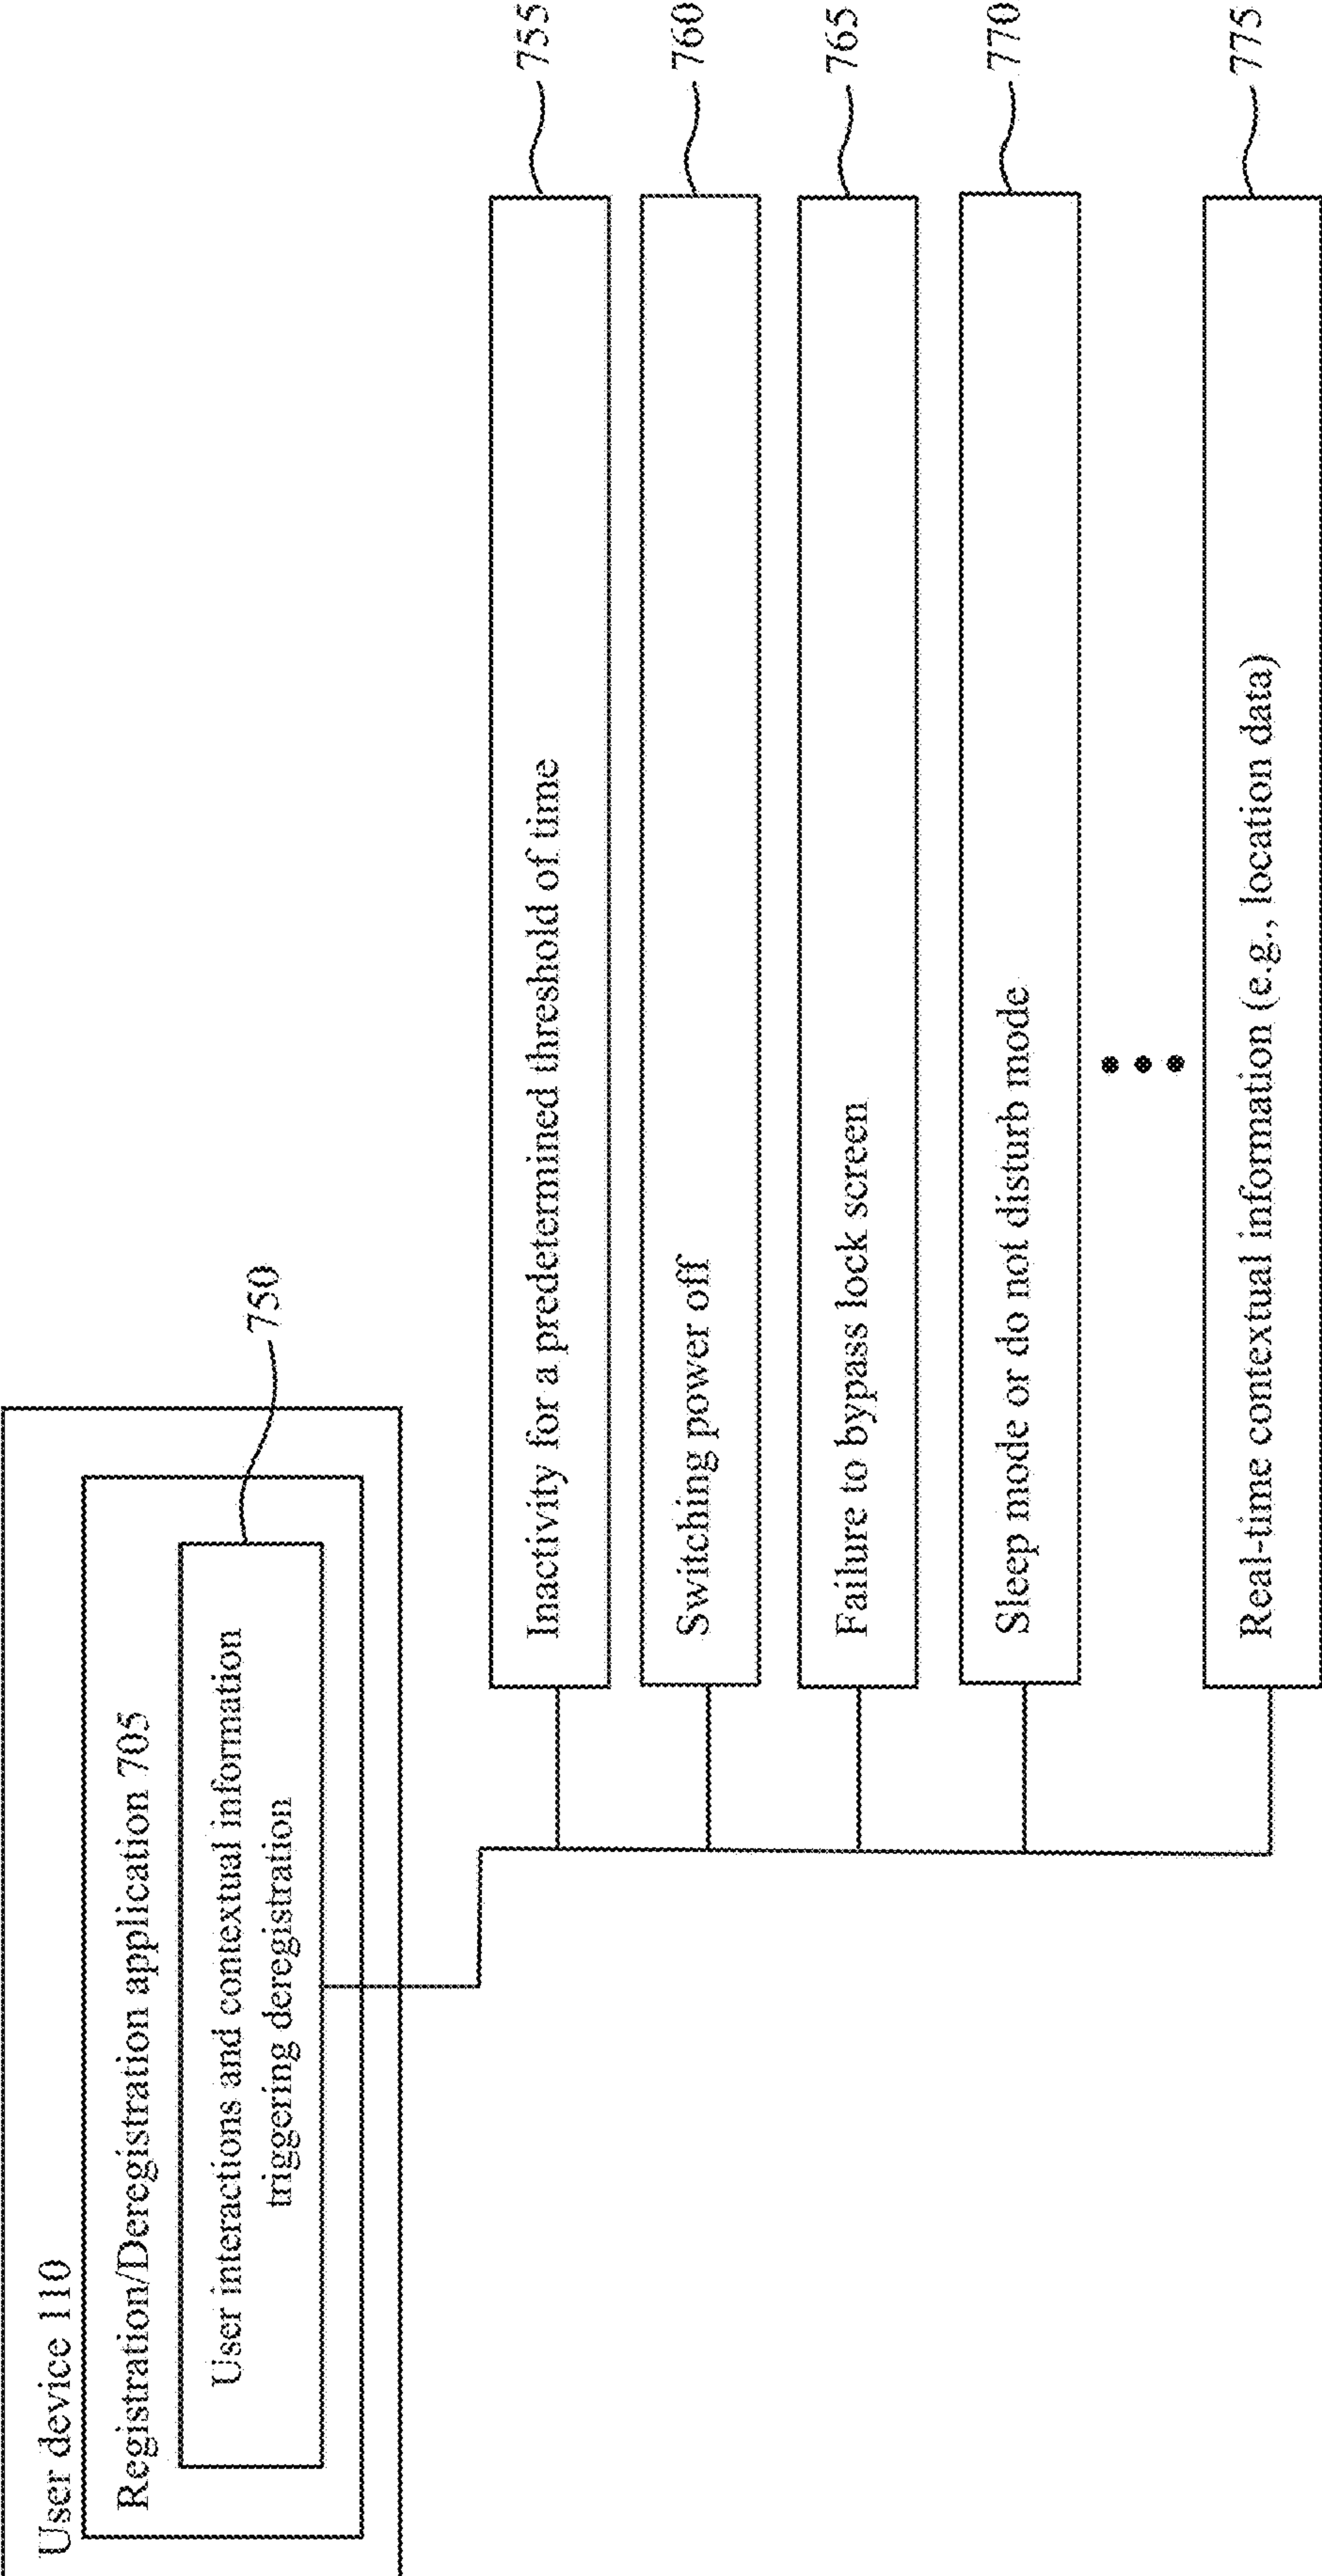 User device 110
Registration/Deregistration application 705
User interactions and contextual information
triggering deregistration
750
Inactivity for a predetermined threshold of time
755
Switching power off
760
Failure to bypass lock screen
765
Sleep mode or do not disturb mode
770
Real-time contextual information (e.g., location data)
775